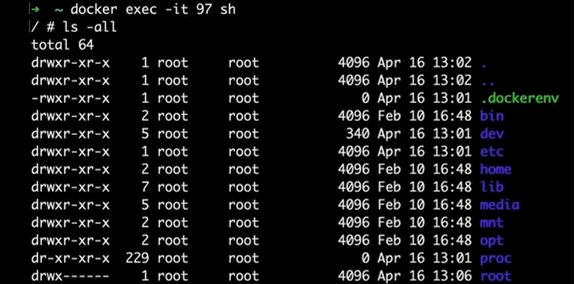 → ~ docker exec -it 97 sh
/ # ls -all
total 64
drwxr-xr-x 1 root root 4096 Apr 16 13:02 .
drwxr-xr-x 1 root root 4096 Apr 16 13:02 ..
-rwxr-xr-x 1 root root 0 Apr 16 13:01 .dockerenv
drwxr-xr-x 2 root root 4096 Feb 10 16:48 bin
drwxr-xr-x 5 root root 340 Apr 16 13:01 dev
drwxr-xr-x 1 root root 4096 Apr 16 13:01 etc
drwxr-xr-x 2 root root 4096 Feb 10 16:48 home
drwxr-xr-x 7 root root 4096 Feb 10 16:48 lib
drwxr-xr-x 5 root root 4096 Feb 10 16:48 media
drwxr-xr-x 2 root root 4096 Feb 10 16:48 mnt
drwxr-xr-x 2 root root 4096 Feb 10 16:48 opt
dr-xr-xr-x 229 root root 0 Apr 16 13:01 proc
drwx------ 1 root root 4096 Apr 16 13:06 root